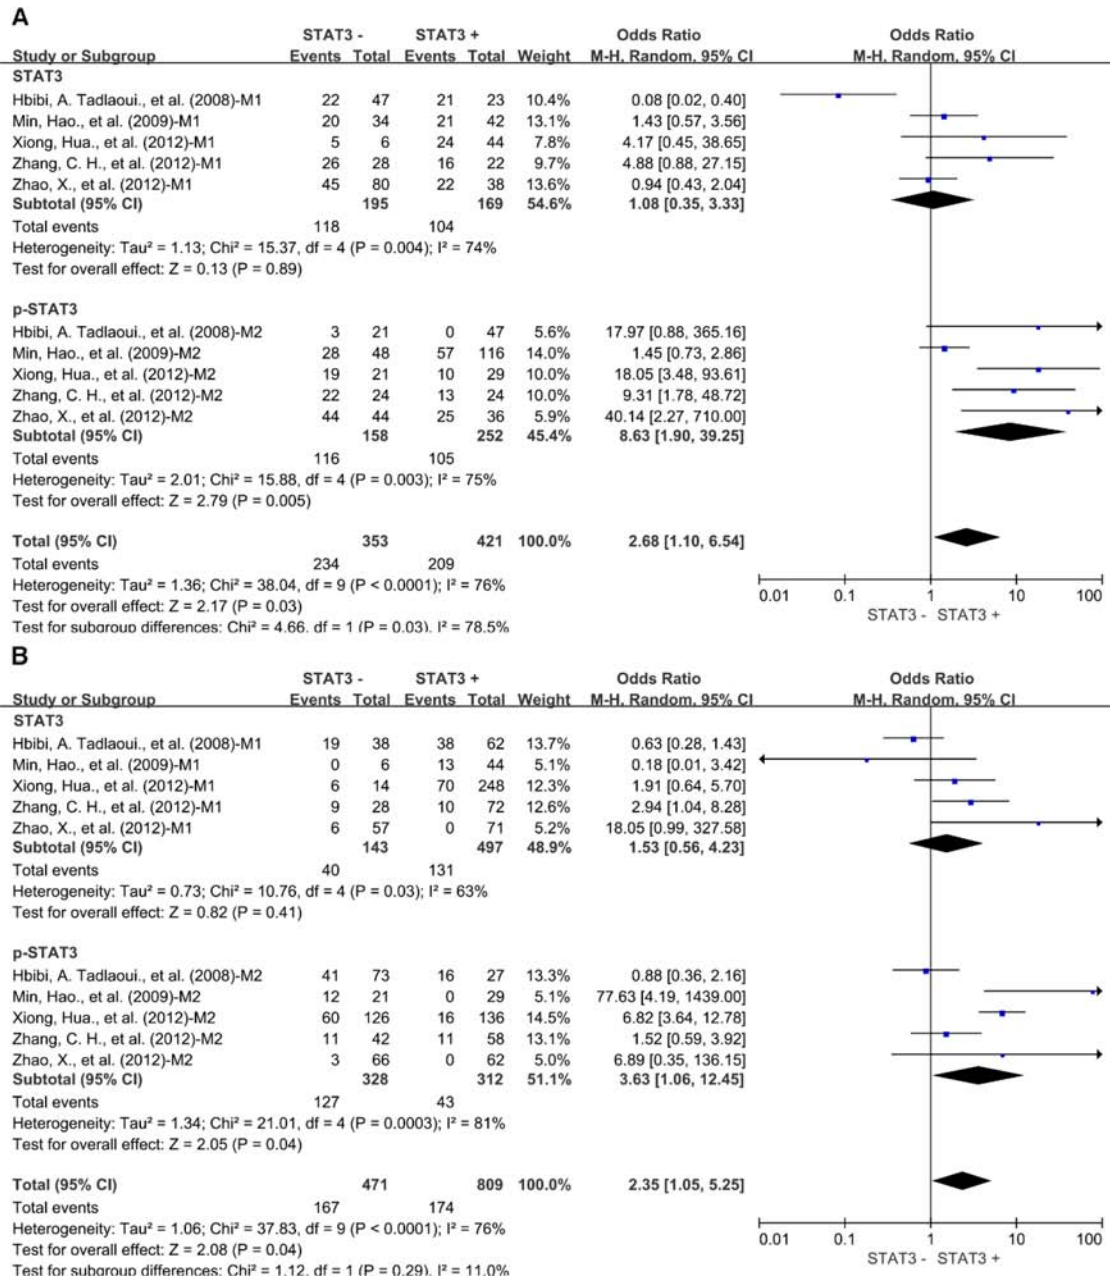 A
STAT3 - STAT3 + Odds Ratio Odds Ratio
Study or Subgroup Events Total Events Total Weight M-H, Random, 95% CI M-H, Random, 95% CI
STAT3
Hbibi, A. Tadlaoui., et al. (2008)-M1 22 47 21 23 10.4% 0.08 [0.02, 0.40]
Min, Hao., et al. (2009)-M1 20 34 21 42 13.1% 1.43 [0.57, 3.56]
Xiong, Hua., et al. (2012)-M1 5 6 24 44 7.8% 4.17 [0.45, 38.65]
Zhang, C. H., et al. (2012)-M1 26 28 16 22 9.7% 4.88 [0.88, 27.15]
Zhao, X., et al. (2012)-M1 45 80 22 38 13.6% 0.94 [0.43, 2.04]
Subtotal (95% CI) 195 169 54.6% 1.08 [0.35, 3.33]
Total events 118 104
Heterogeneity: Tau² = 1.13; Chi² = 15.37, df = 4 (P = 0.004); I² = 74%
Test for overall effect: Z = 0.13 (P = 0.89)
p-STAT3
Hbibi, A. Tadlaoui., et al. (2008)-M2 3 21 0 47 5.6% 17.97 [0.88, 365.16]
Min, Hao., et al. (2009)-M2 28 48 57 116 14.0% 1.45 [0.73, 2.86]
Xiong, Hua., et al. (2012)-M2 19 21 10 29 10.0% 18.05 [3.48, 93.61]
Zhang, C. H., et al. (2012)-M2 22 24 13 24 10.0% 9.31 [1.78, 48.72]
Zhao, X., et al. (2012)-M2 44 44 25 36 5.9% 40.14 [2.27, 710.00]
Subtotal (95% CI) 158 252 45.4% 8.63 [1.90, 39.25]
Total events 116 105
Heterogeneity: Tau² = 2.01; Chi² = 15.88, df = 4 (P = 0.003); I² = 75%
Test for overall effect: Z = 2.79 (P = 0.005)
Total (95% CI) 353 421 100.0% 2.68 [1.10, 6.54]
Total events 234 209
Heterogeneity: Tau² = 1.36; Chi² = 38.04, df = 9 (P < 0.0001); I² = 76%
Test for overall effect: Z = 2.17 (P = 0.03)
Test for subgroup differences: Chi² = 4.66, df = 1 (P = 0.03), I² = 78.5%
0.01 0.1 1 10 100
STAT3 - STAT3 +
B
STAT3 - STAT3 + Odds Ratio Odds Ratio
Study or Subgroup Events Total Events Total Weight M-H, Random, 95% CI M-H, Random, 95% CI
STAT3
Hbibi, A. Tadlaoui., et al. (2008)-M1 19 38 38 62 13.7% 0.63 [0.28, 1.43]
Min, Hao., et al. (2009)-M1 0 6 13 44 5.1% 0.18 [0.01, 3.42]
Xiong, Hua., et al. (2012)-M1 6 14 70 248 12.3% 1.91 [0.64, 5.70]
Zhang, C. H., et al. (2012)-M1 9 28 10 72 12.6% 2.94 [1.04, 8.28]
Zhao, X., et al. (2012)-M1 6 57 0 71 5.2% 18.05 [0.99, 327.58]
Subtotal (95% CI) 143 497 48.9% 1.53 [0.56, 4.23]
Total events 40 131
Heterogeneity: Tau² = 0.73; Chi² = 10.76, df = 4 (P = 0.03); I² = 63%
Test for overall effect: Z = 0.82 (P = 0.41)
p-STAT3
Hbibi, A. Tadlaoui., et al. (2008)-M2 41 73 16 27 13.3% 0.88 [0.36, 2.16]
Min, Hao., et al. (2009)-M2 12 21 0 29 5.1% 77.63 [4.19, 1439.00]
Xiong, Hua., et al. (2012)-M2 60 126 16 136 14.5% 6.82 [3.64, 12.78]
Zhang, C. H., et al. (2012)-M2 11 42 11 58 13.1% 1.52 [0.59, 3.92]
Zhao, X., et al. (2012)-M2 3 66 0 62 5.0% 6.89 [0.35, 136.15]
Subtotal (95% CI) 328 312 51.1% 3.63 [1.06, 12.45]
Total events 127 43
Heterogeneity: Tau² = 1.34; Chi² = 21.01, df = 4 (P = 0.0003); I² = 81%
Test for overall effect: Z = 2.05 (P = 0.04)
Total (95% CI) 471 809 100.0% 2.35 [1.05, 5.25]
Total events 167 174
Heterogeneity: Tau² = 1.06; Chi² = 37.83, df = 9 (P < 0.0001); I² = 76%
Test for overall effect: Z = 2.08 (P = 0.04)
Test for subgroup differences: Chi² = 1.12, df = 1 (P = 0.29), I² = 11.0%
0.01 0.1 1 10 100
STAT3 - STAT3 +